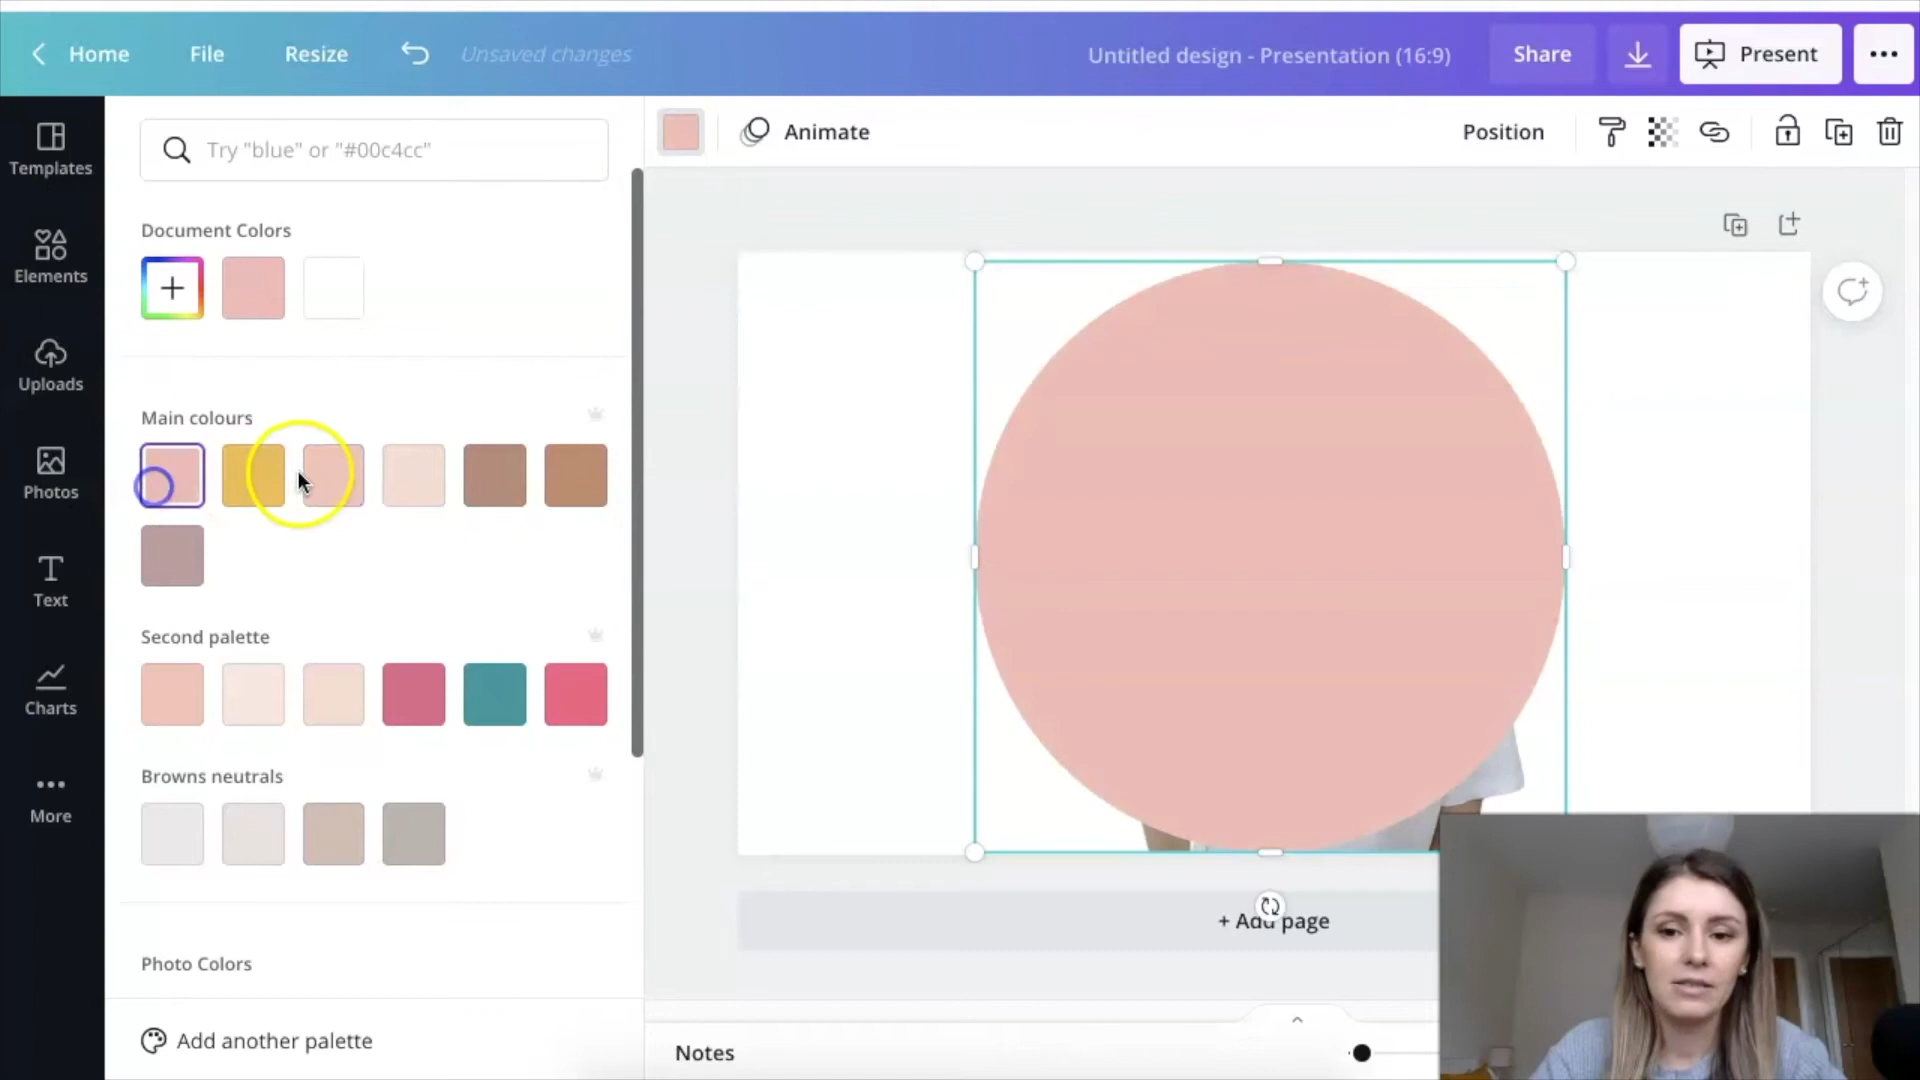 Home File Resize Unsaved changes Untitled design - Presentation (16:9) Share Present
Templates
Elements
Uploads
Photos
Text
Charts
More
Try "blue" or "#00c4cc"
Document Colors
Main colours
Second palette
Browns neutrals
Photo Colors
Add another palette
Animate Position
+ Add page
Notes